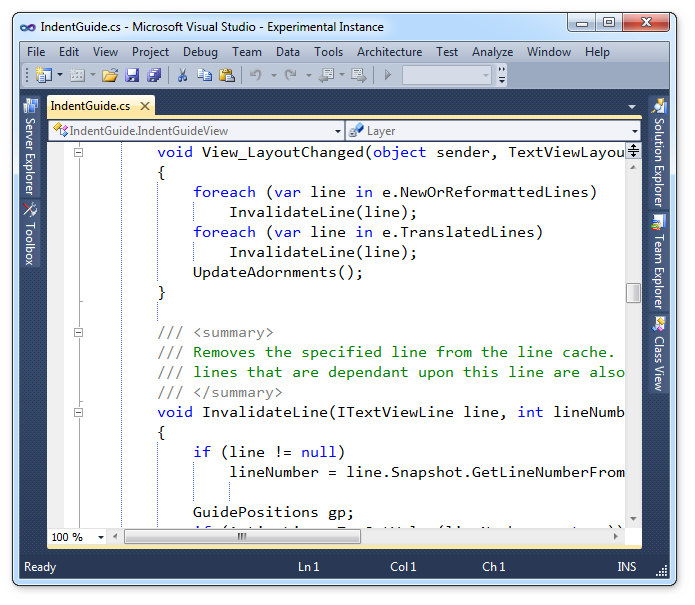 IndentGuide.cs - Microsoft Visual Studio - Experimental Instance
File Edit View Project Debug Team Data Tools Architecture Test Analyze Window Help
IndentGuide.cs
IndentGuide.IndentGuideView Layer
Server Explorer
Toolbox
void View_LayoutChanged(object sender, TextViewLayou
{
foreach (var line in e.NewOrReformattedLines)
InvalidateLine(line);
foreach (var line in e.TranslatedLines)
InvalidateLine(line);
UpdateAdornments();
}
/// <summary>
/// Removes the specified line from the line cache.
/// lines that are dependant upon this line are also
/// </summary>
void InvalidateLine(ITextViewLine line, int lineNumb
{
if (line != null)
lineNumber = line.Snapshot.GetLineNumberFrom
GuidePositions gp;
Solution Explorer
Team Explorer
Class View
100 %
Ready Ln 1 Col 1 Ch 1 INS